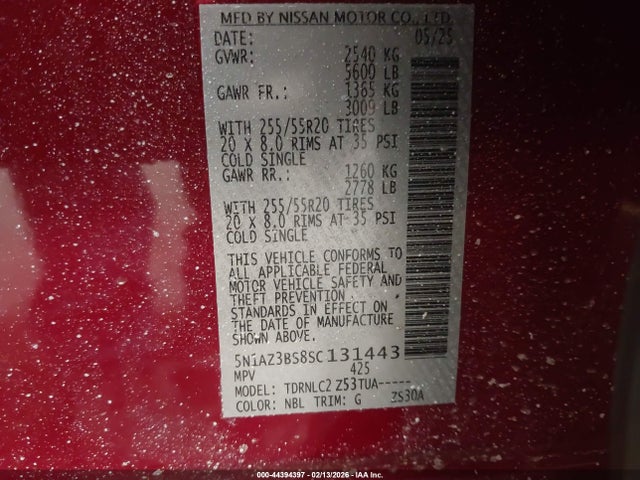 MFD BY NISSAN MOTOR CO., LTD.
DATE: 05/25
GVWR: 2540 KG
5600 LB
GAWR FR.: 1365 KG
3009 LB
WITH 255/55R20 TIRES
20 X 8.0 RIMS AT 35 PSI
COLD SINGLE
GAWR RR.: 1260 KG
2778 LB
WITH 255/55R20 TIRES
20 X 8.0 RIMS AT 35 PSI
COLD SINGLE
THIS VEHICLE CONFORMS TO
ALL APPLICABLE FEDERAL
MOTOR VEHICLE SAFETY AND
THEFT PREVENTION
STANDARDS IN EFFECT ON
THE DATE OF MANUFACTURE
SHOWN ABOVE.
5N1AZ3BS8SC131443
MPV 425
MODEL: TDRNLC2 Z53TUA-----
COLOR: NBL TRIM: G 3S30A
000-44394397 - 02/13/2026 - IAA Inc.